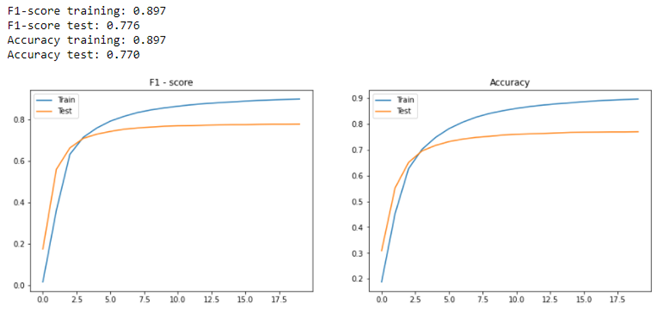 F1-score training: 0.897
F1-score test: 0.776
Accuracy training: 0.897
Accuracy test: 0.770
F1 - score
Train
Test
0.8
0.6
0.4
0.2
0.0
0.0 2.5 5.0 7.5 10.0 12.5 15.0 17.5
Accuracy
Train
Test
0.9
0.8
0.7
0.6
0.5
0.4
0.3
0.2
0.0 2.5 5.0 7.5 10.0 12.5 15.0 17.5